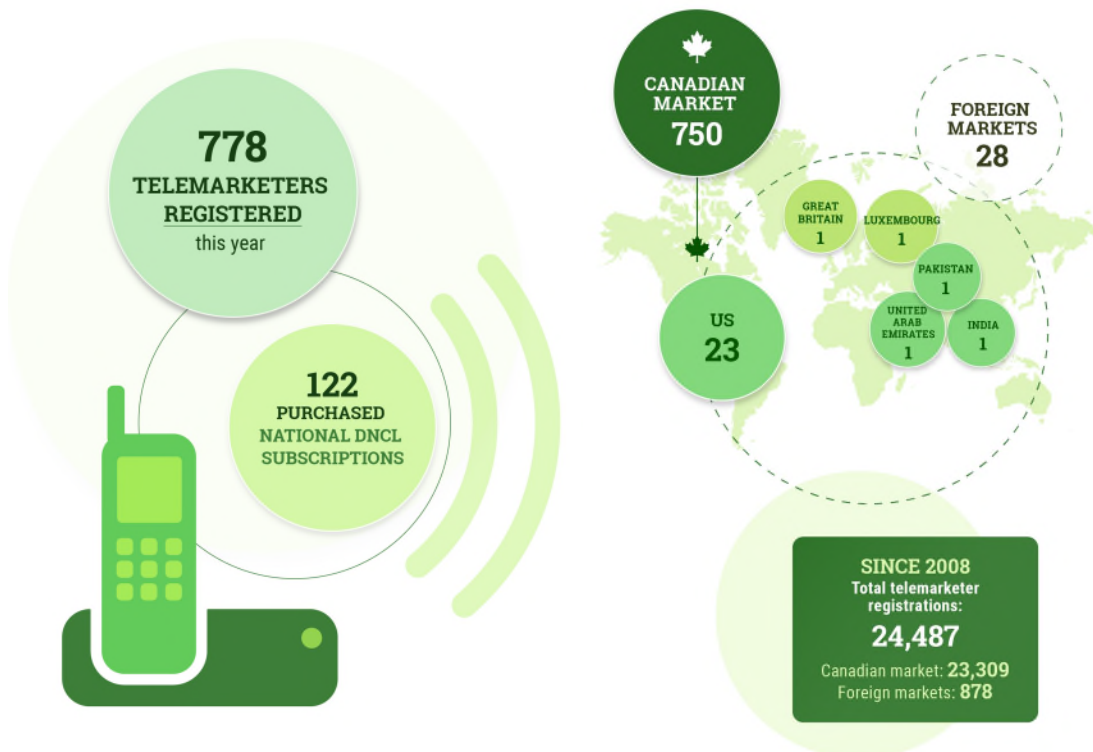 778
TELEMARKETERS
REGISTERED
this year
122
PURCHASED
NATIONAL DNCL
SUBSCRIPTIONS
CANADIAN
MARKET
750
FOREIGN
MARKETS
28
GREAT
BRITAIN
1
LUXEMBOURG
1
PAKISTAN
1
US
23
UNITED
ARAB
EMIRATES
1
INDIA
1
SINCE 2008
Total telemarketer
registrations:
24,487
Canadian market: 23,309
Foreign markets: 878